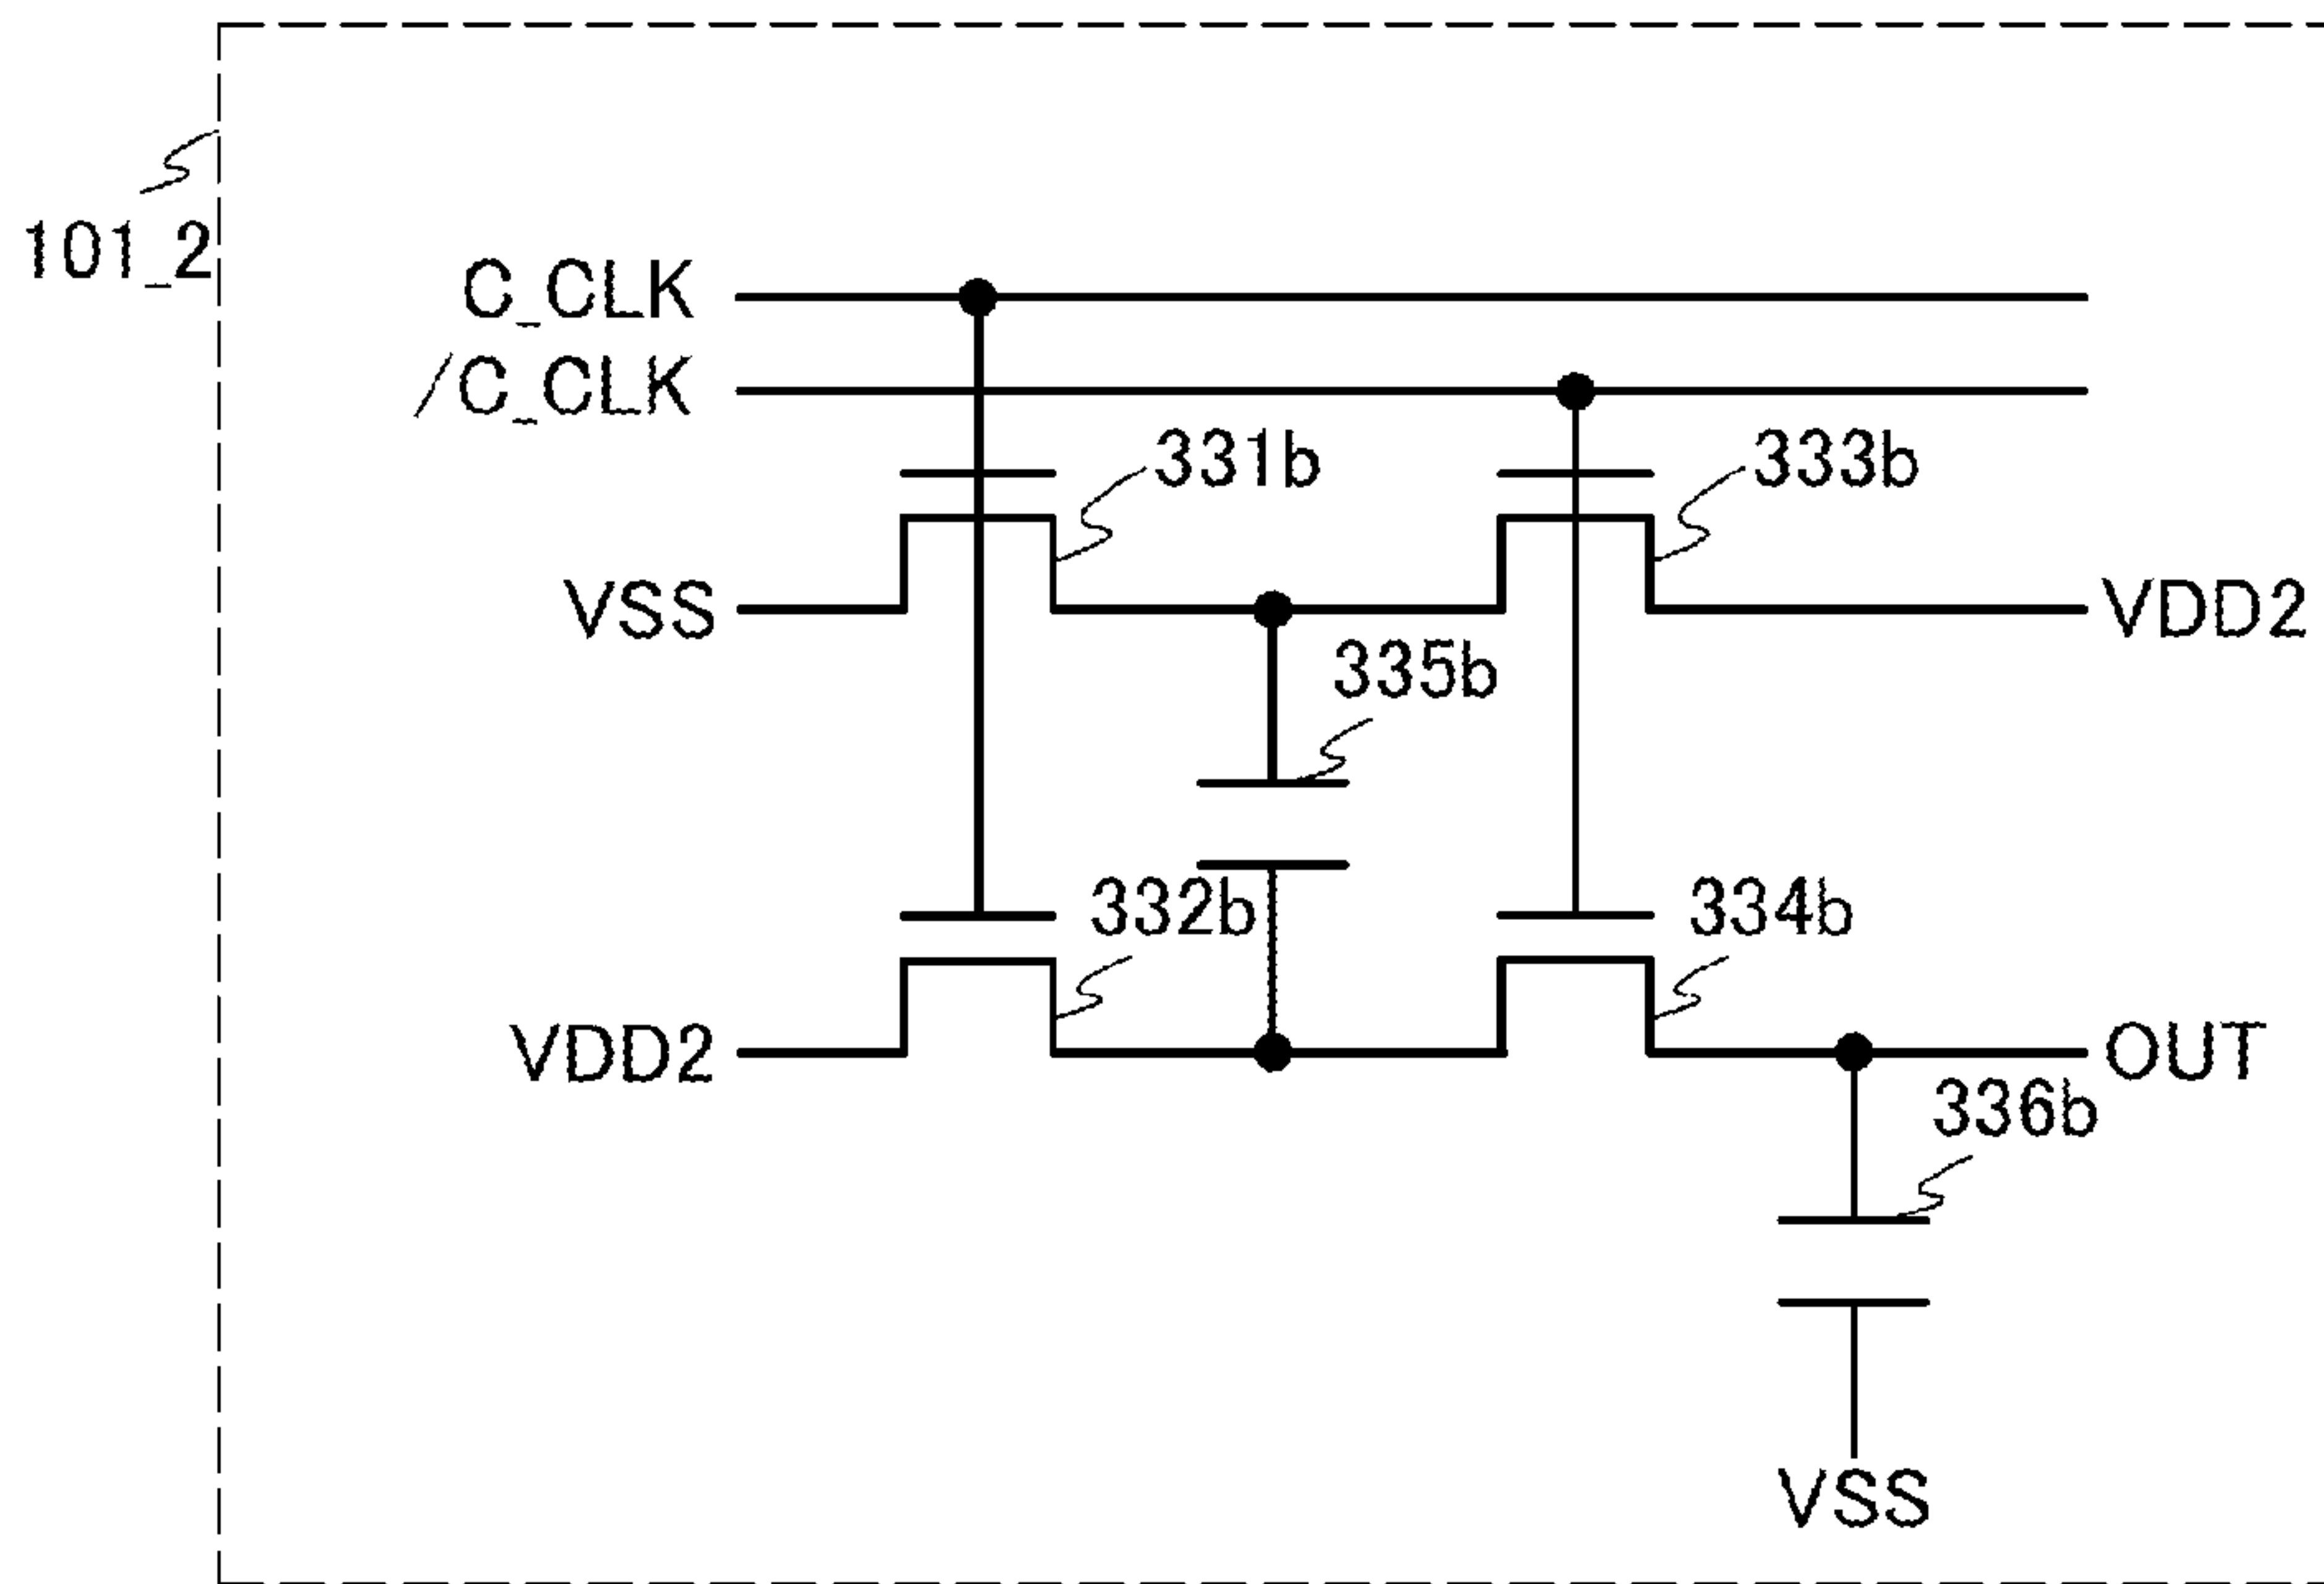 101_2
C_CLK
/C_CLK
331b
333b
VSS
VDD2
335b
332b
334b
VDD2
OUT
336b
VSS